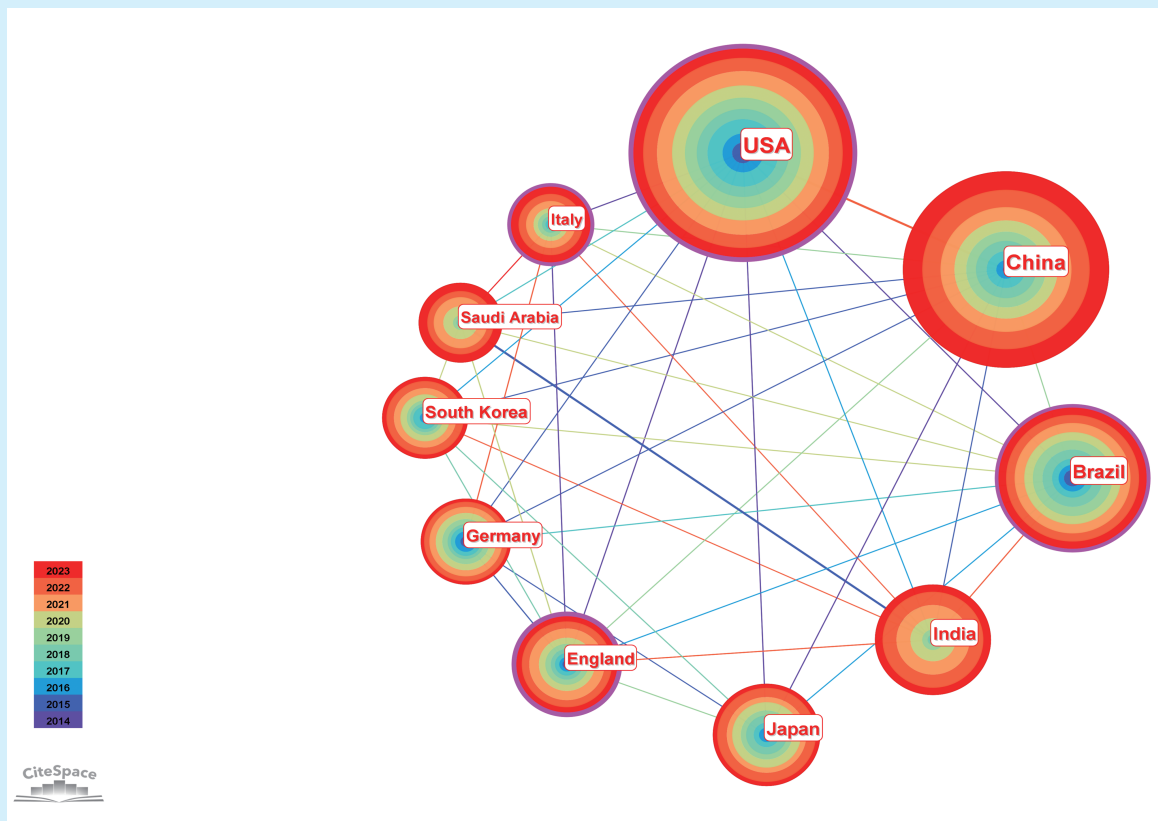 USA
Italy
China
Saudi Arabia
South Korea
Brazil
Germany
India
England
Japan
2023
2022
2021
2020
2019
2018
2017
2016
2015
2014
CiteSpace